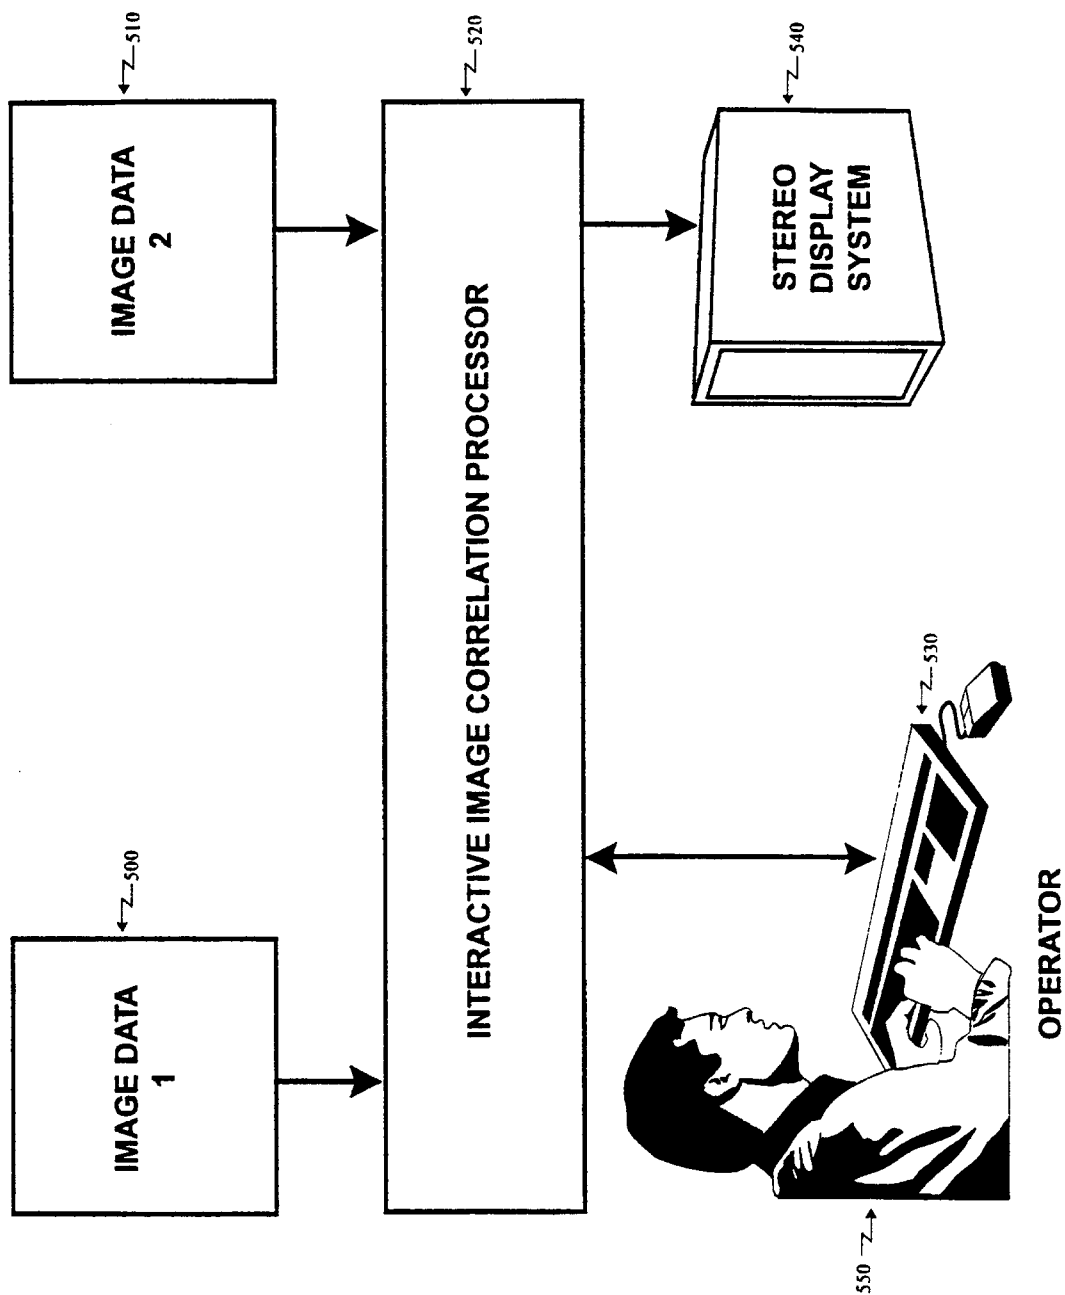 IMAGE DATA
1
500
IMAGE DATA
2
510
INTERACTIVE IMAGE CORRELATION PROCESSOR
520
550
530
OPERATOR
STEREO
DISPLAY
SYSTEM
540